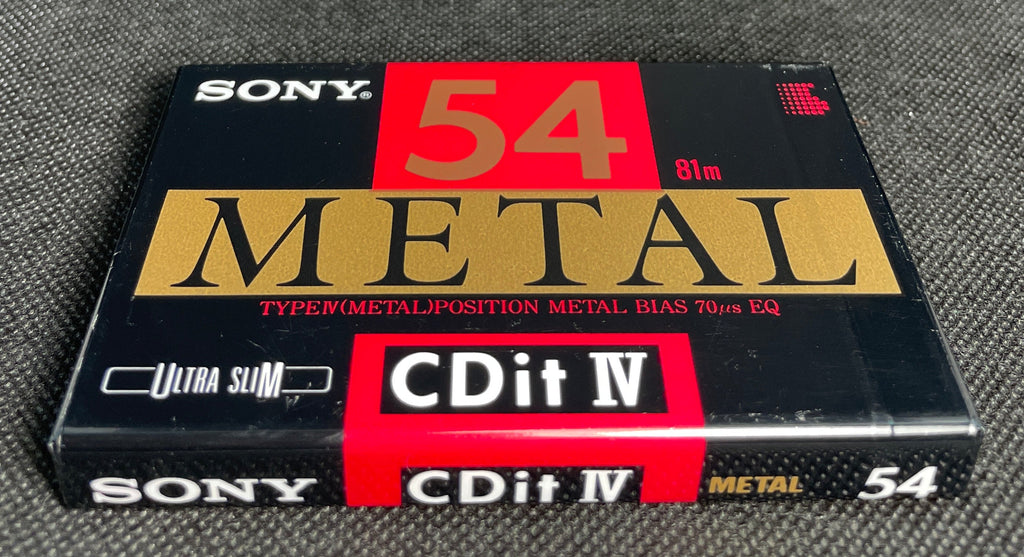 SONY®
54
81m
METAL
TYPE IV (METAL) POSITION METAL BIAS 70µs EQ
ULTRA SLIM
CDit IV
SONY CDit IV METAL 54